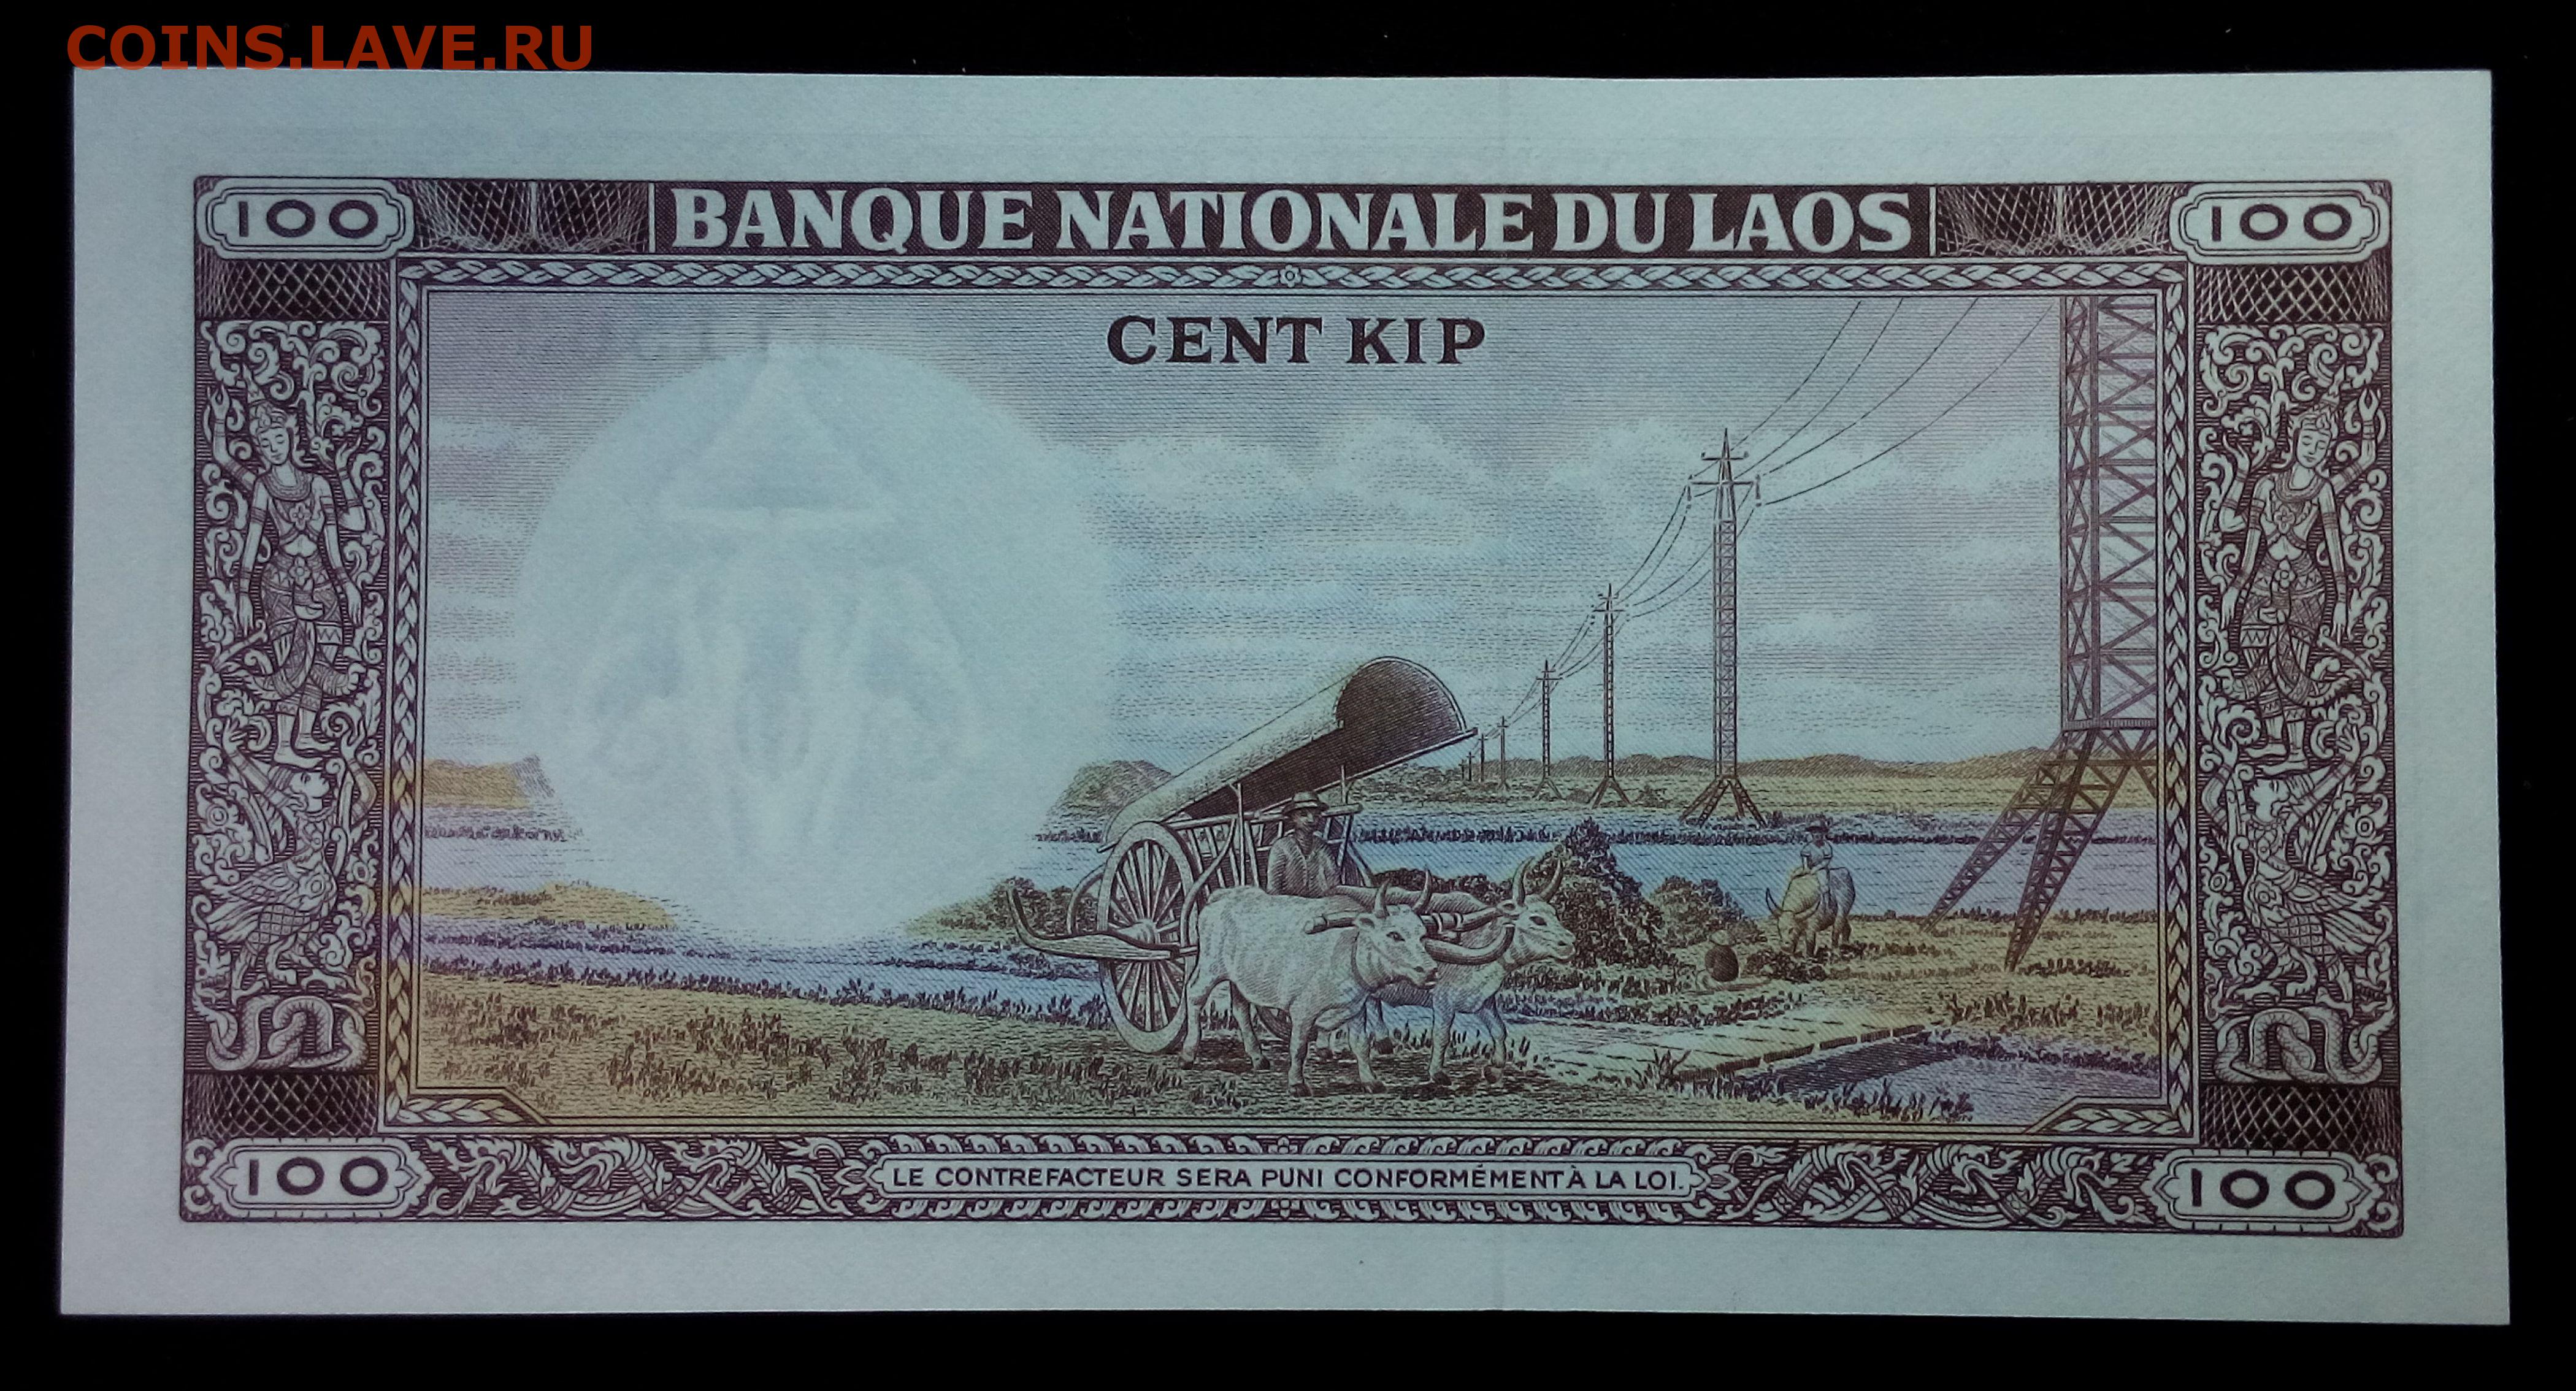 COINS.LAVE.RU
100 BANQUE NATIONALE DU LAOS 100
CENT KIP
100 LE CONTREFACTEUR SERA PUNI CONFORMÉMENT À LA LOI. 100